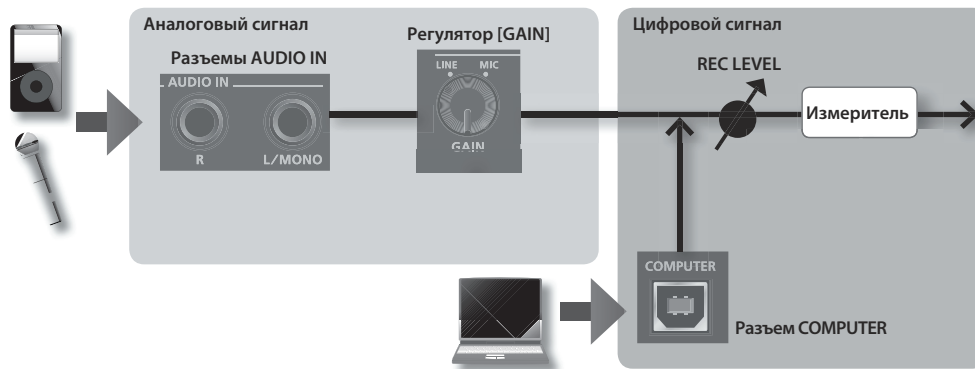 Аналоговый сигнал
Разъемы AUDIO IN
AUDIO IN
R
L/MONO
Регулятор [GAIN]
LINE
MIC
GAIN
Цифровой сигнал
REC LEVEL
Измеритель
COMPUTER
Разъем COMPUTER